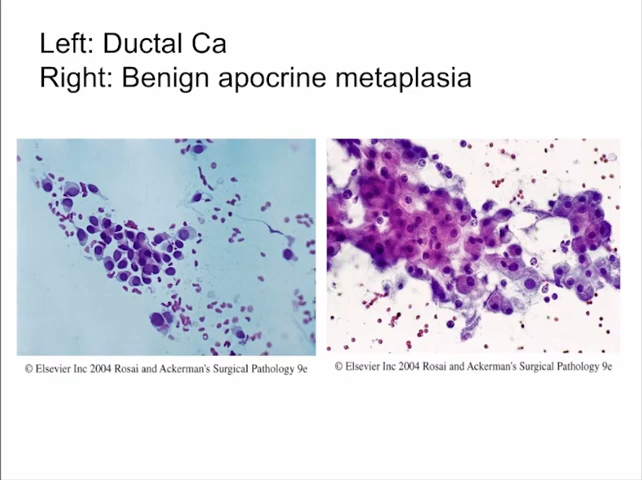 Left: Ductal Ca
Right: Benign apocrine metaplasia
© Elsevier Inc 2004 Rosai and Ackerman's Surgical Pathology 9e
© Elsevier Inc 2004 Rosai and Ackerman's Surgical Pathology 9e